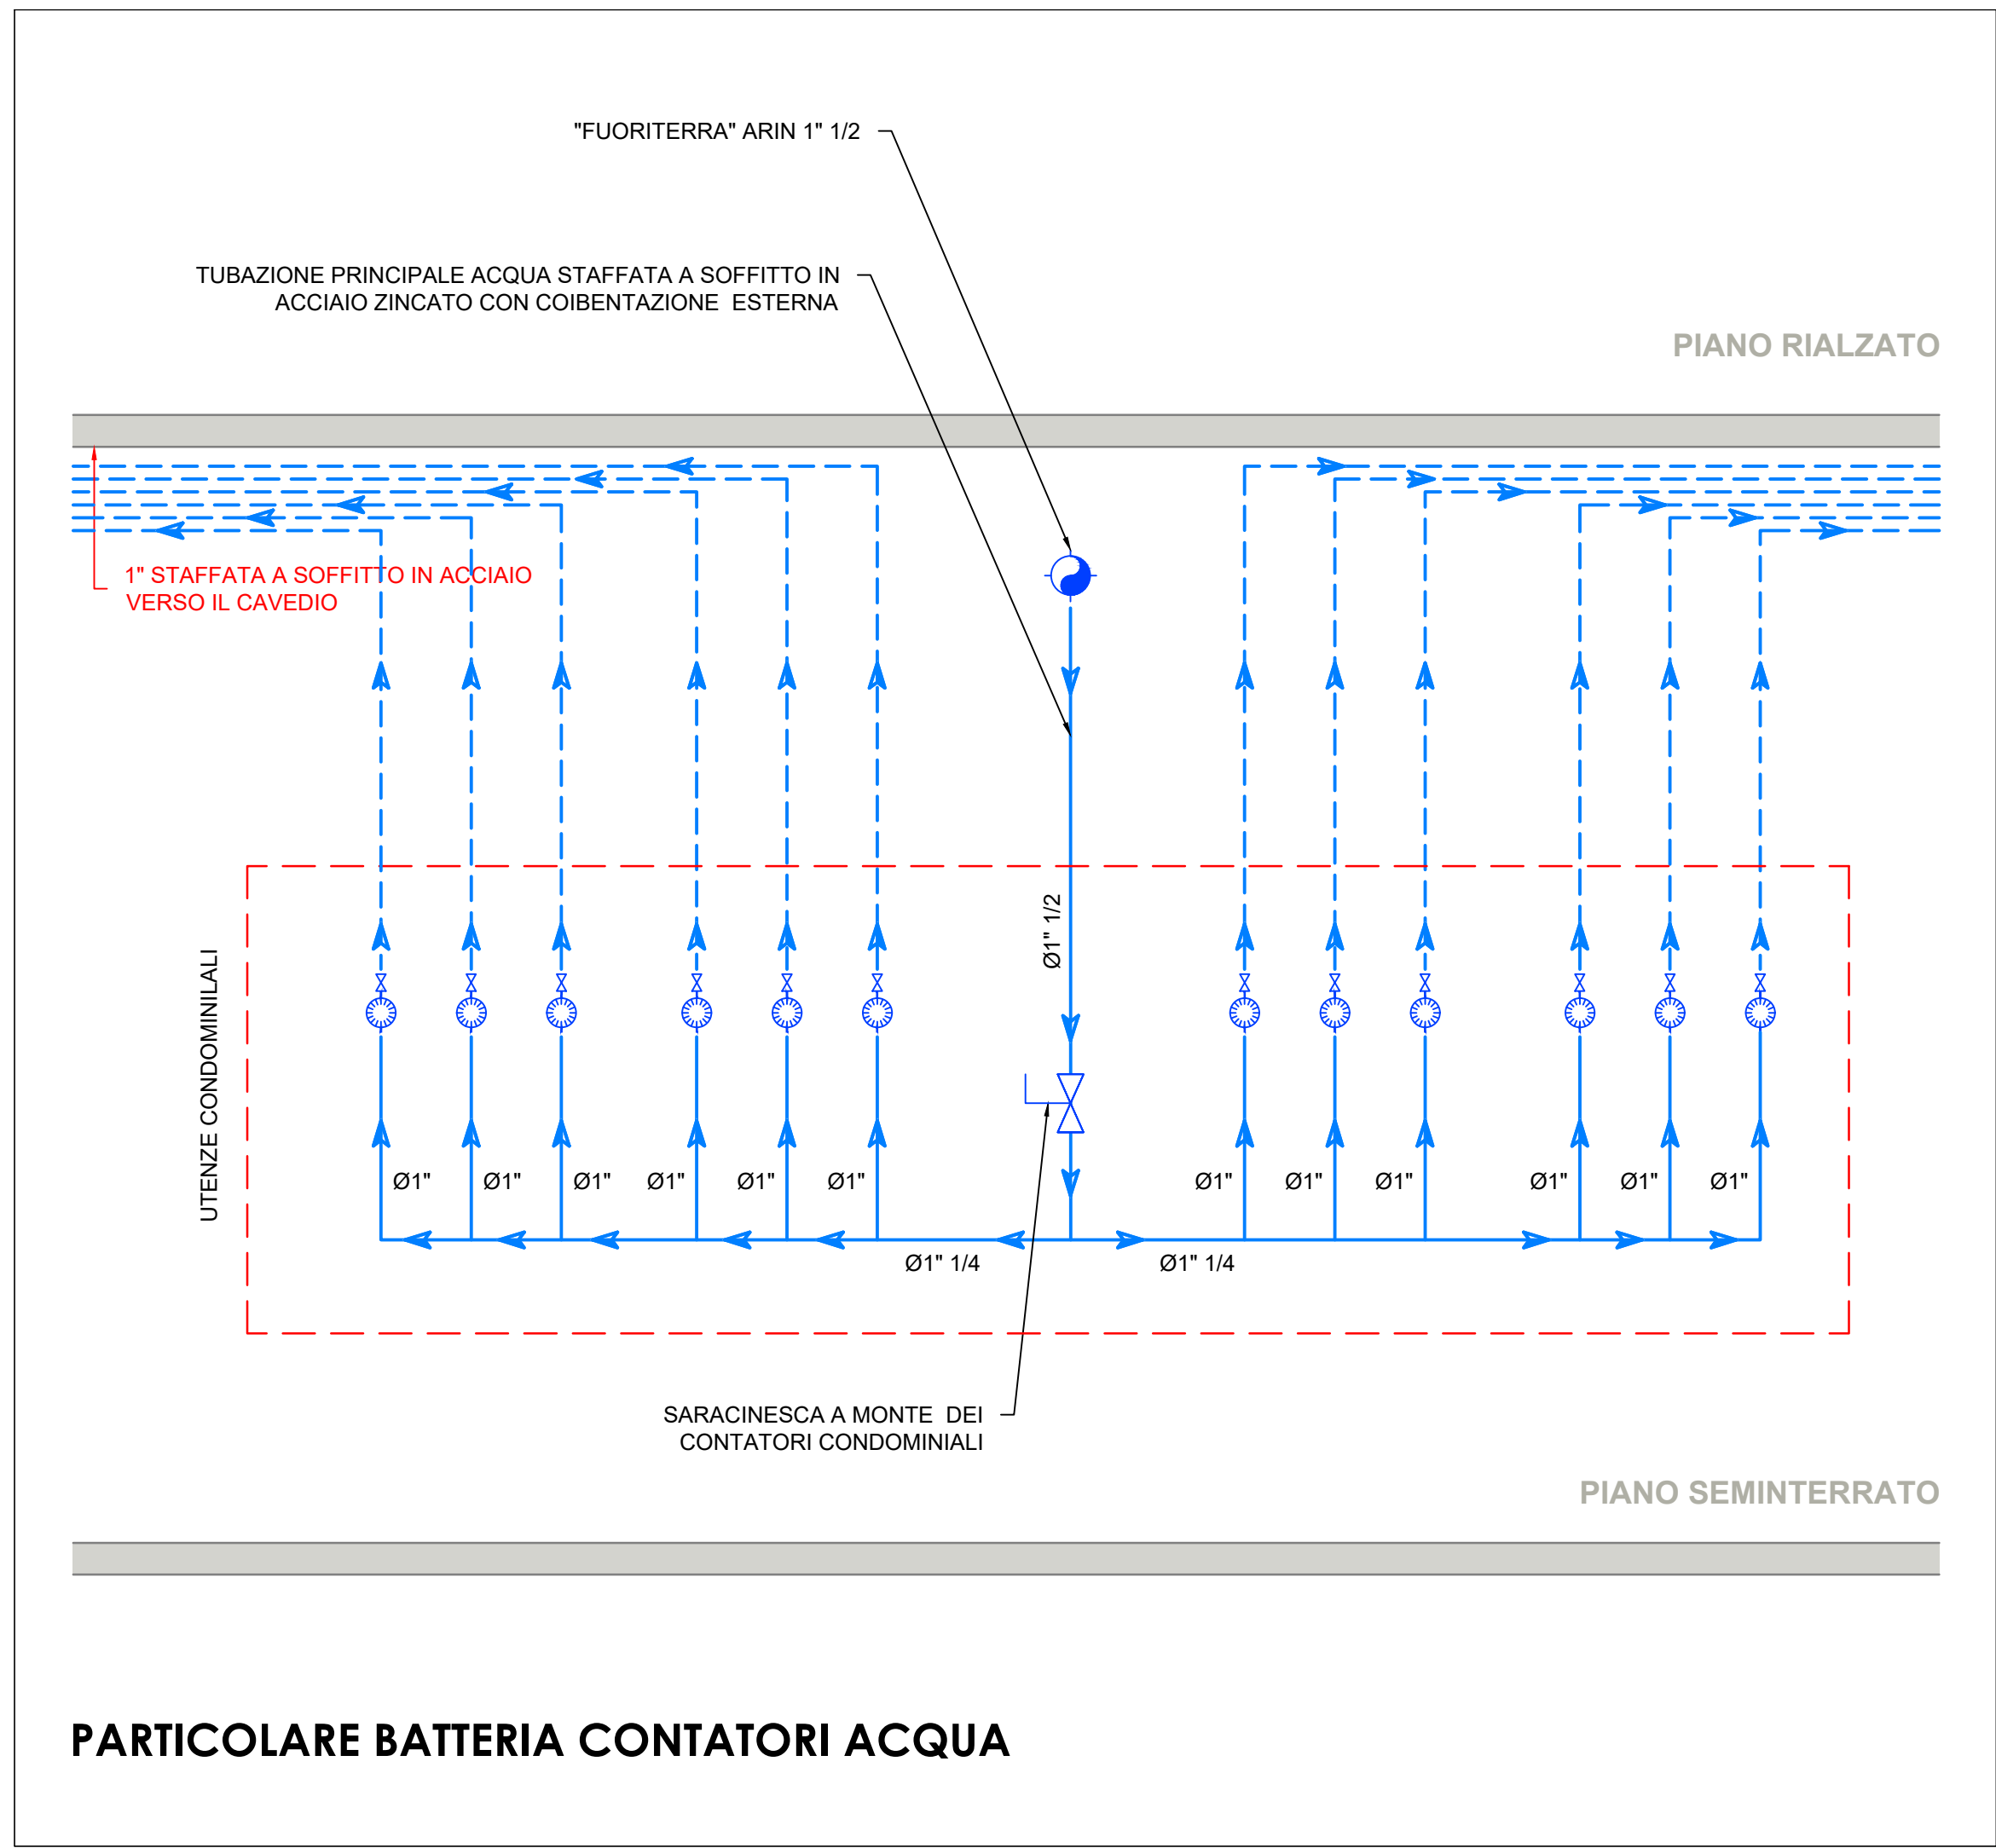 "FUORITERRA" ARIN 1" 1/2
TUBAZIONE PRINCIPALE ACQUA STAFFATA A SOFFITTO IN
ACCIAIO ZINCATO CON COIBENTAZIONE ESTERNA
PIANO RIALZATO
1" STAFFATA A SOFFITTO IN ACCIAIO
VERSO IL CAVEDIO
Ø1" 1/2
UTENZE CONDOMINILALI
Ø1" Ø1" Ø1" Ø1" Ø1" Ø1" Ø1" Ø1" Ø1" Ø1" Ø1" Ø1"
Ø1" 1/4 Ø1" 1/4
SARACINESCA A MONTE DEI
CONTATORI CONDOMINIALI
PIANO SEMINTERRATO
PARTICOLARE BATTERIA CONTATORI ACQUA